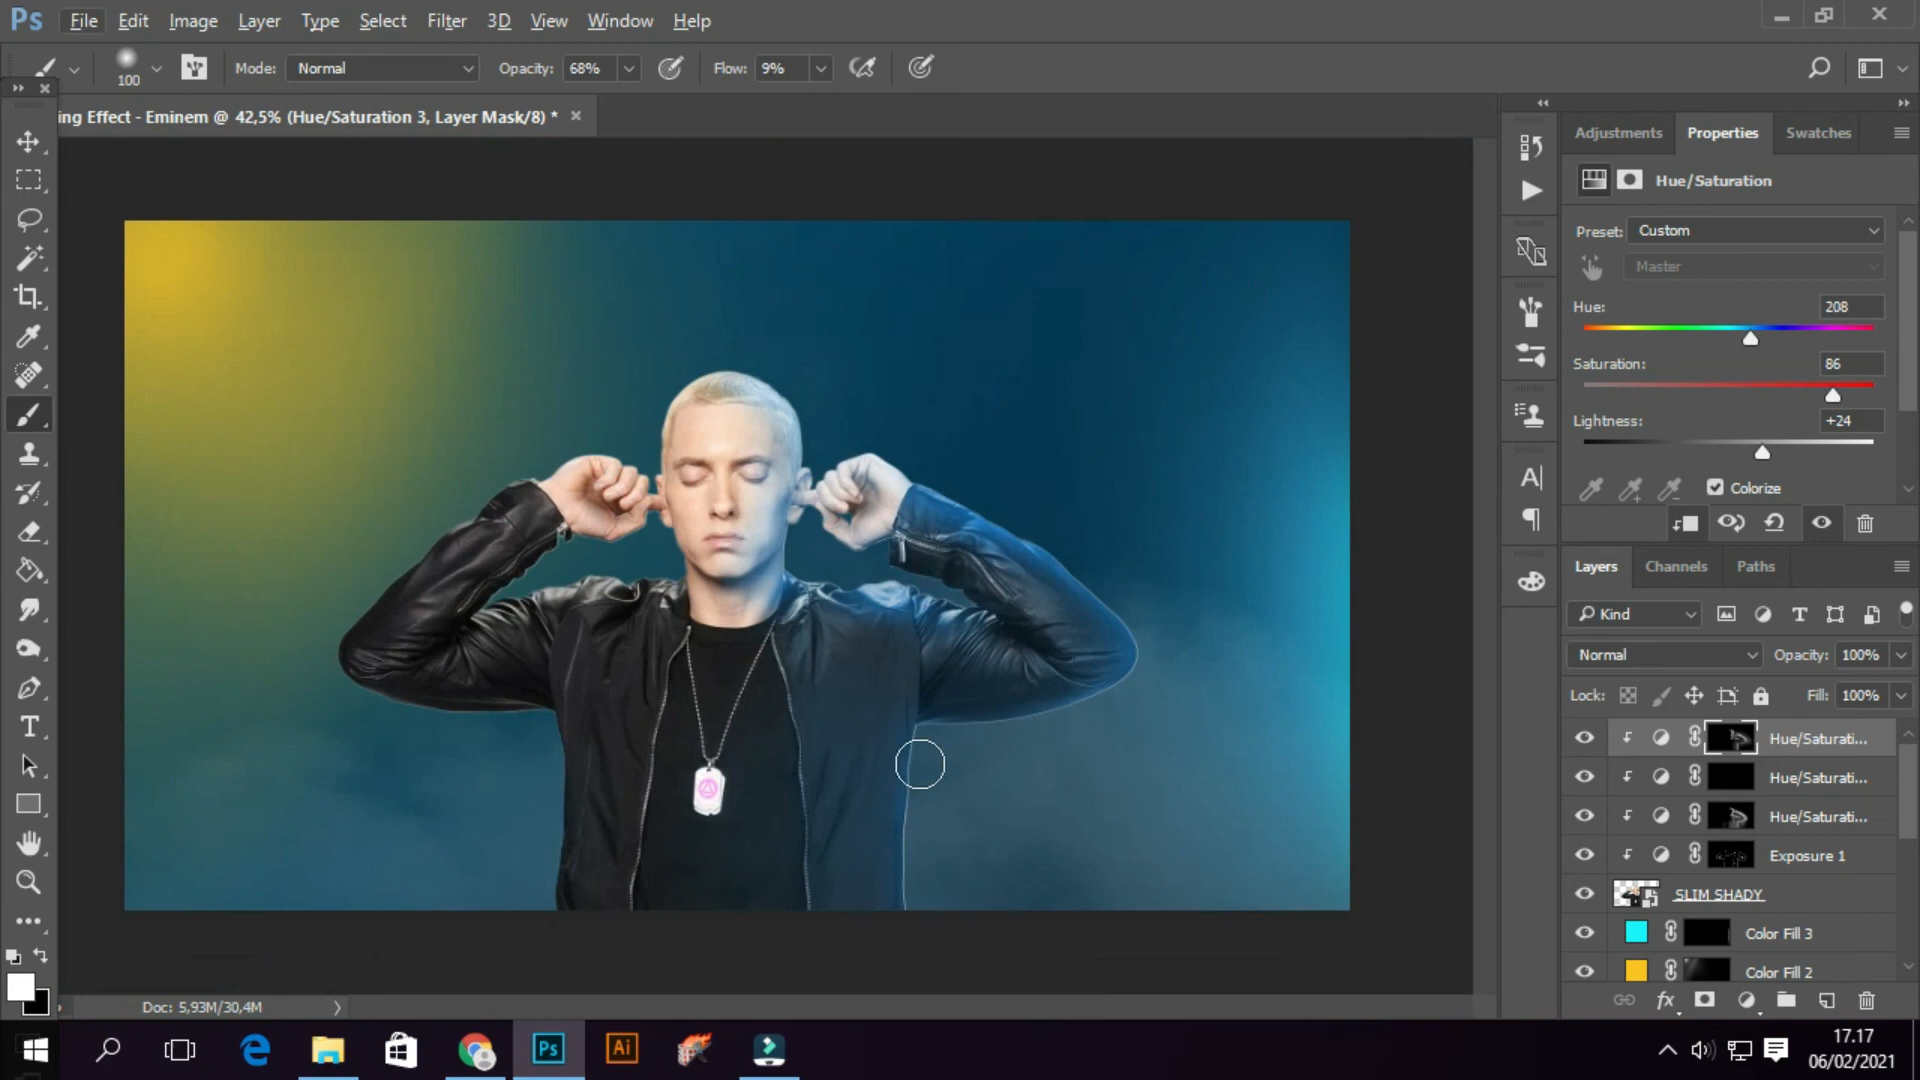 Ps File Edit Image Layer Type Select Filter 3D View Window Help
100 Mode: Normal Opacity: 68% Flow: 9%
ing Effect - Eminem @ 42,5% (Hue/Saturation 3, Layer Mask/8) *
Adjustments Properties Swatches
Hue/Saturation
Preset: Custom
Master
Hue: 208
Saturation: 86
Lightness: +24
Colorize
Layers Channels Paths
Kind
Normal Opacity: 100%
Lock: Fill: 100%
Hue/Saturati...
Hue/Saturati...
Hue/Saturati...
Exposure 1
SLIM SHADY
Color Fill 3
Color Fill 2
fx
Doc: 5,93M/30,4M
Ps
Ai
17.17
06/02/2021